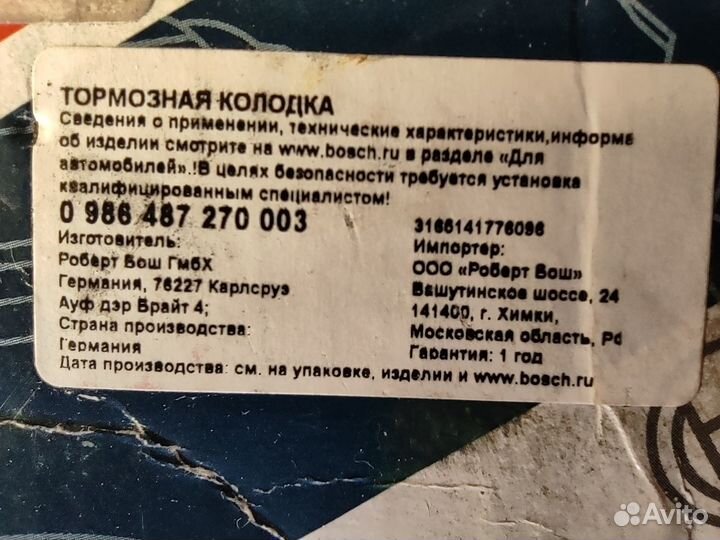 ТОРМОЗНАЯ КОЛОДКА
Сведения о применении, технические характеристики,информа
об изделии смотрите на www.bosch.ru в разделе «Для
автомобилей».!В целях безопасности требуется установка
квалифицированным специалистом!
0 986 487 270 003
Изготовитель:
Роберт Бош ГмбХ
Германия, 76227 Карлсруэ
Ауф дэр Брайт 4;
Страна производства:
Германия
3165141776096
Импортер:
ООО «Роберт Бош»
Вашутинское шоссе, 24
141400, г. Химки,
Московская область, РФ
Гарантия: 1 год
Дата производства: см. на упаковке, изделии и www.bosch.ru
Avito